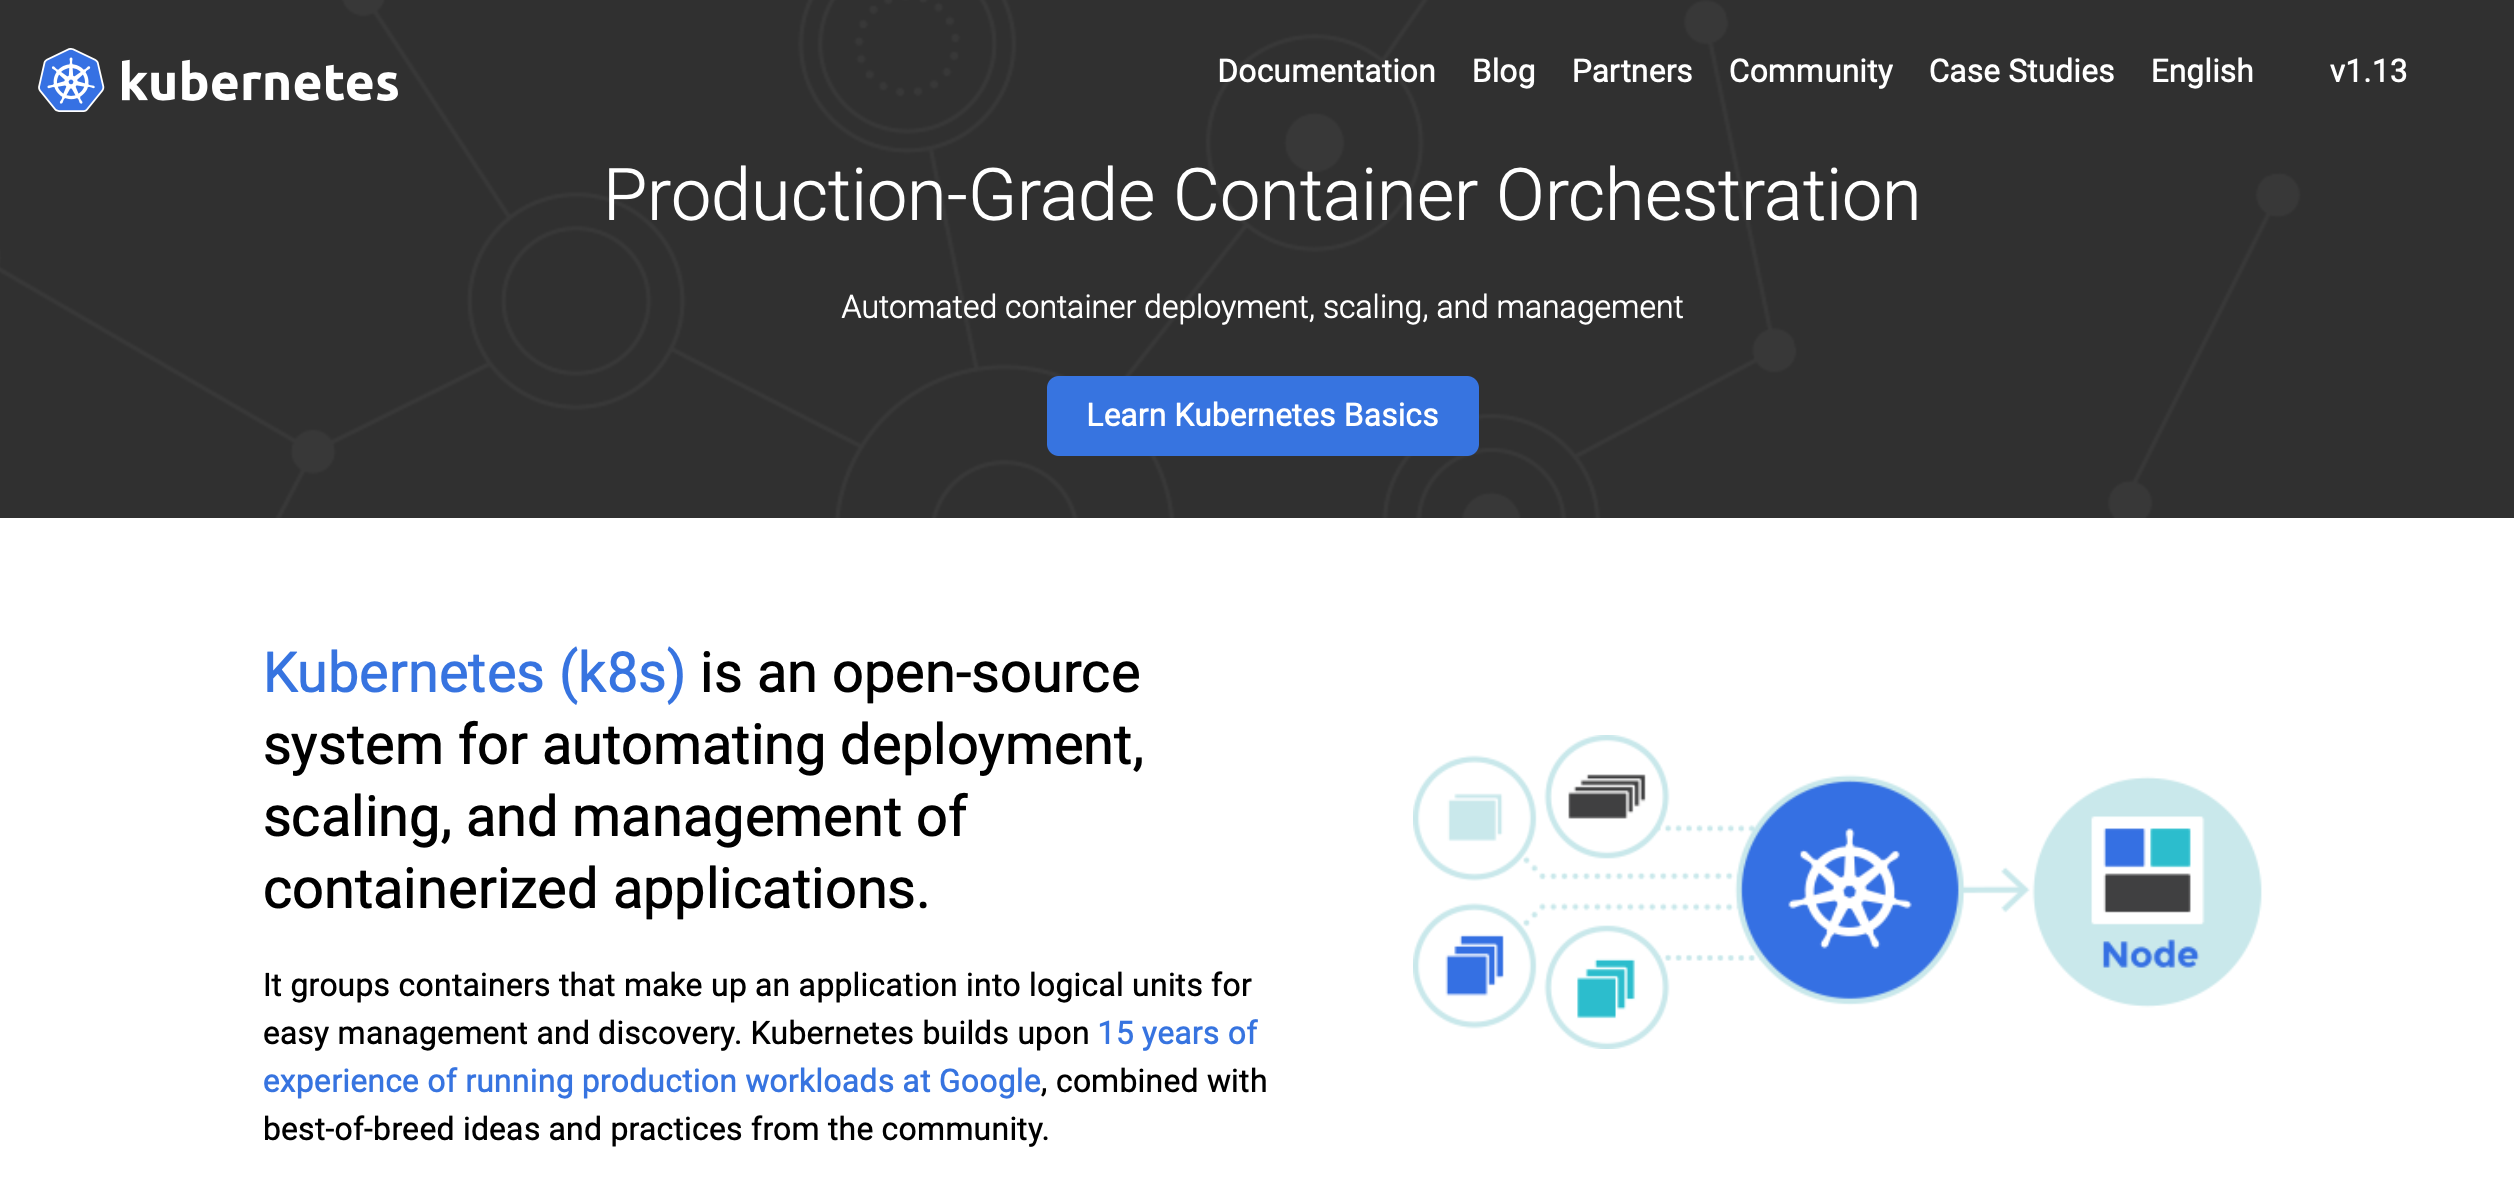 kubernetes
Documentation Blog Partners Community Case Studies English v1.13
Production-Grade Container Orchestration
Automated container deployment, scaling, and management
Learn Kubernetes Basics
Kubernetes (k8s) is an open-source
system for automating deployment,
scaling, and management of
containerized applications.
It groups containers that make up an application into logical units for
easy management and discovery. Kubernetes builds upon 15 years of
experience of running production workloads at Google, combined with
best-of-breed ideas and practices from the community.
Node